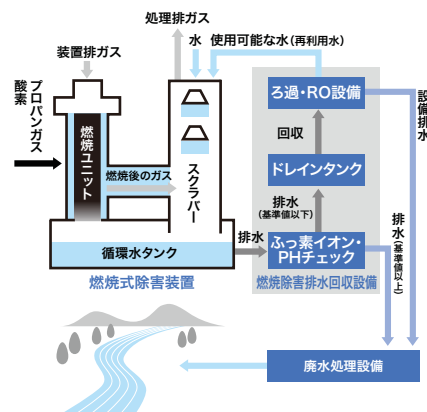 処理排ガス
装置排ガス
水
使用可能な水（再利用水）
プロパンガス
酸素
燃焼ユニット
燃焼後のガス
スクラバー
ろ過・RO設備
回収
ドレインタンク
排水
（基準値以下）
ふっ素イオン・
PHチェック
排水
循環水タンク
燃焼式除害装置
燃焼除害排水回収設備
設備排水
排水（基準値以上）
廃水処理設備